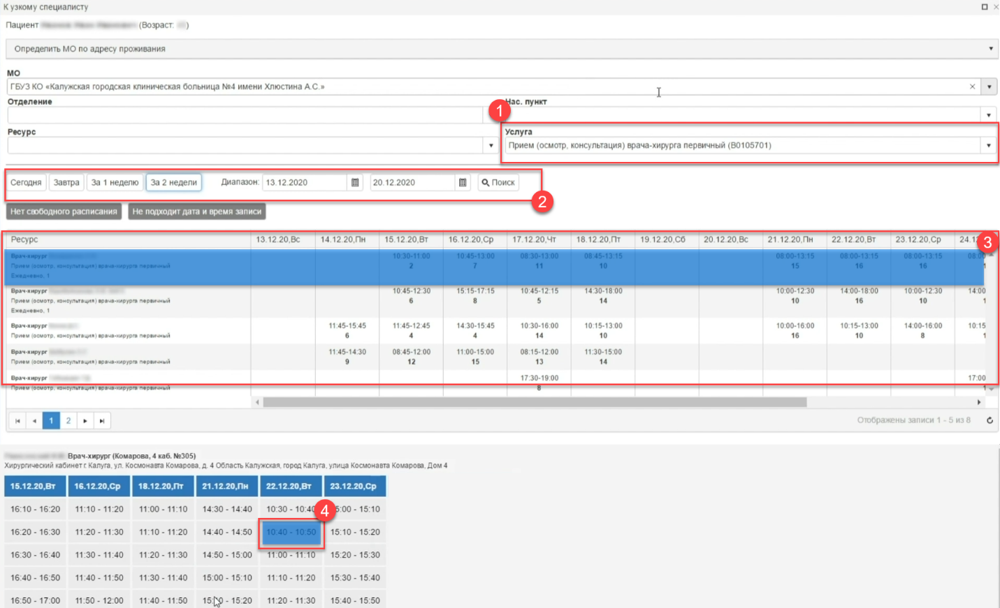 К узкому специалисту
Пациент (Возраст: )
Определить МО по адресу проживания
МО
ГБУЗ КО «Калужская городская клиническая больница №4 имени Хлюстина А.С.»
Отделение
1
Нас. пункт
Ресурс
Услуга
Прием (осмотр, консультация) врача-хирурга первичный (В0105701)
Сегодня Завтра За 1 неделю За 2 недели Диапазон: 13.12.2020 20.12.2020 Поиск
2
Нет свободного расписания Не подходит дата и время записи
3
Ресурс 13.12.20,Вс 14.12.20,Пн 15.12.20,Вт 16.12.20,Ср 17.12.20,Чт 18.12.20,Пт 19.12.20,Сб 20.12.20,Вс 21.12.20,Пн 22.12.20,Вт 23.12.20,Ср 24.1
Врач-хирург 10:30-11:00 10:45-13:00 08:30-13:00 08:45-13:15 08:00-13:15 08:00-13:15 08:00-13:15 08:00
Прием (осмотр, консультация) врача-хирурга первичный 2 7 11 10 15 16 16 1
Ежедневно, 1
Врач-хирург 10:45-12:30 15:15-17:15 10:45-12:15 14:30-18:00 10:00-12:30 14:00-18:00 10:00-12:30 14:00
Прием (осмотр, консультация) врача-хирурга первичный 6 8 5 14 10 16 10 1
Ежедневно, 1
Врач-хирург 11:45-15:45 11:45-12:45 14:30-15:45 10:30-16:00 10:15-13:00 10:00-16:00 10:15-13:00 14:00-16:00 10:15
Прием (осмотр, консультация) врача-хирурга первичный 6 4 4 14 10 16 10 8 1
Врач-хирург 11:45-14:30 08:45-12:00 11:00-15:00 08:15-12:00 11:30-15:00
Прием (осмотр, консультация) врача-хирурга первичный 9 12 15 13 14
Врач-хирург 17:30-19:00 17:00
Прием (осмотр, консультация) врача-хирурга первичный 8 1
1 2 Отображены записи 1 - 5 из 8
Врач-хирург (Комарова, 4 каб. №305)
Хирургический кабинет г. Калуга, ул. Космонавта Комарова, д. 4 Область Калужская, город Калуга, улица Космонавта Комарова, Дом 4
15.12.20,Вт 16.12.20,Ср 18.12.20,Пт 21.12.20,Пн 22.12.20,Вт 23.12.20,Ср
4
16:10 - 16:20 11:10 - 11:20 11:00 - 11:10 14:30 - 14:40 10:30 - 10:40 5:00 - 15:10
16:20 - 16:30 11:20 - 11:30 11:10 - 11:20 14:40 - 14:50 10:40 - 10:50 15:10 - 15:20
16:30 - 16:40 11:30 - 11:40 11:20 - 11:30 14:50 - 15:00 11:00 - 11:10 15:20 - 15:30
16:40 - 16:50 11:40 - 11:50 11:30 - 11:40 15:00 - 15:10 11:10 - 11:20 15:30 - 15:40
16:50 - 17:00 11:50 - 12:00 11:40 - 11:50 15:10 - 15:20 11:20 - 11:30 15:40 - 15:50